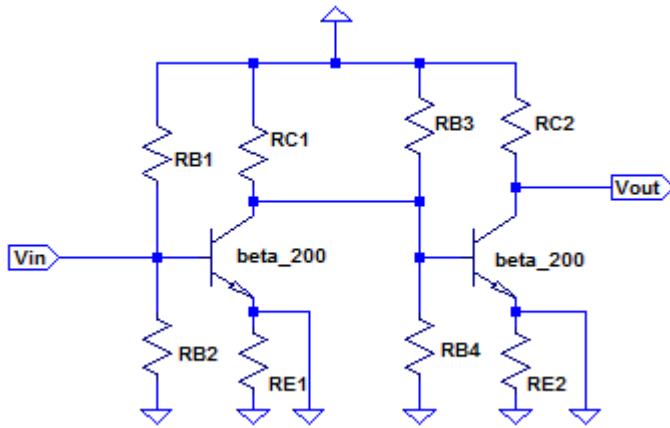 RB3
RC2
RC1
RB1
Vout
Vin
beta_200
beta_200
RB2
RB4
RE1
RE2